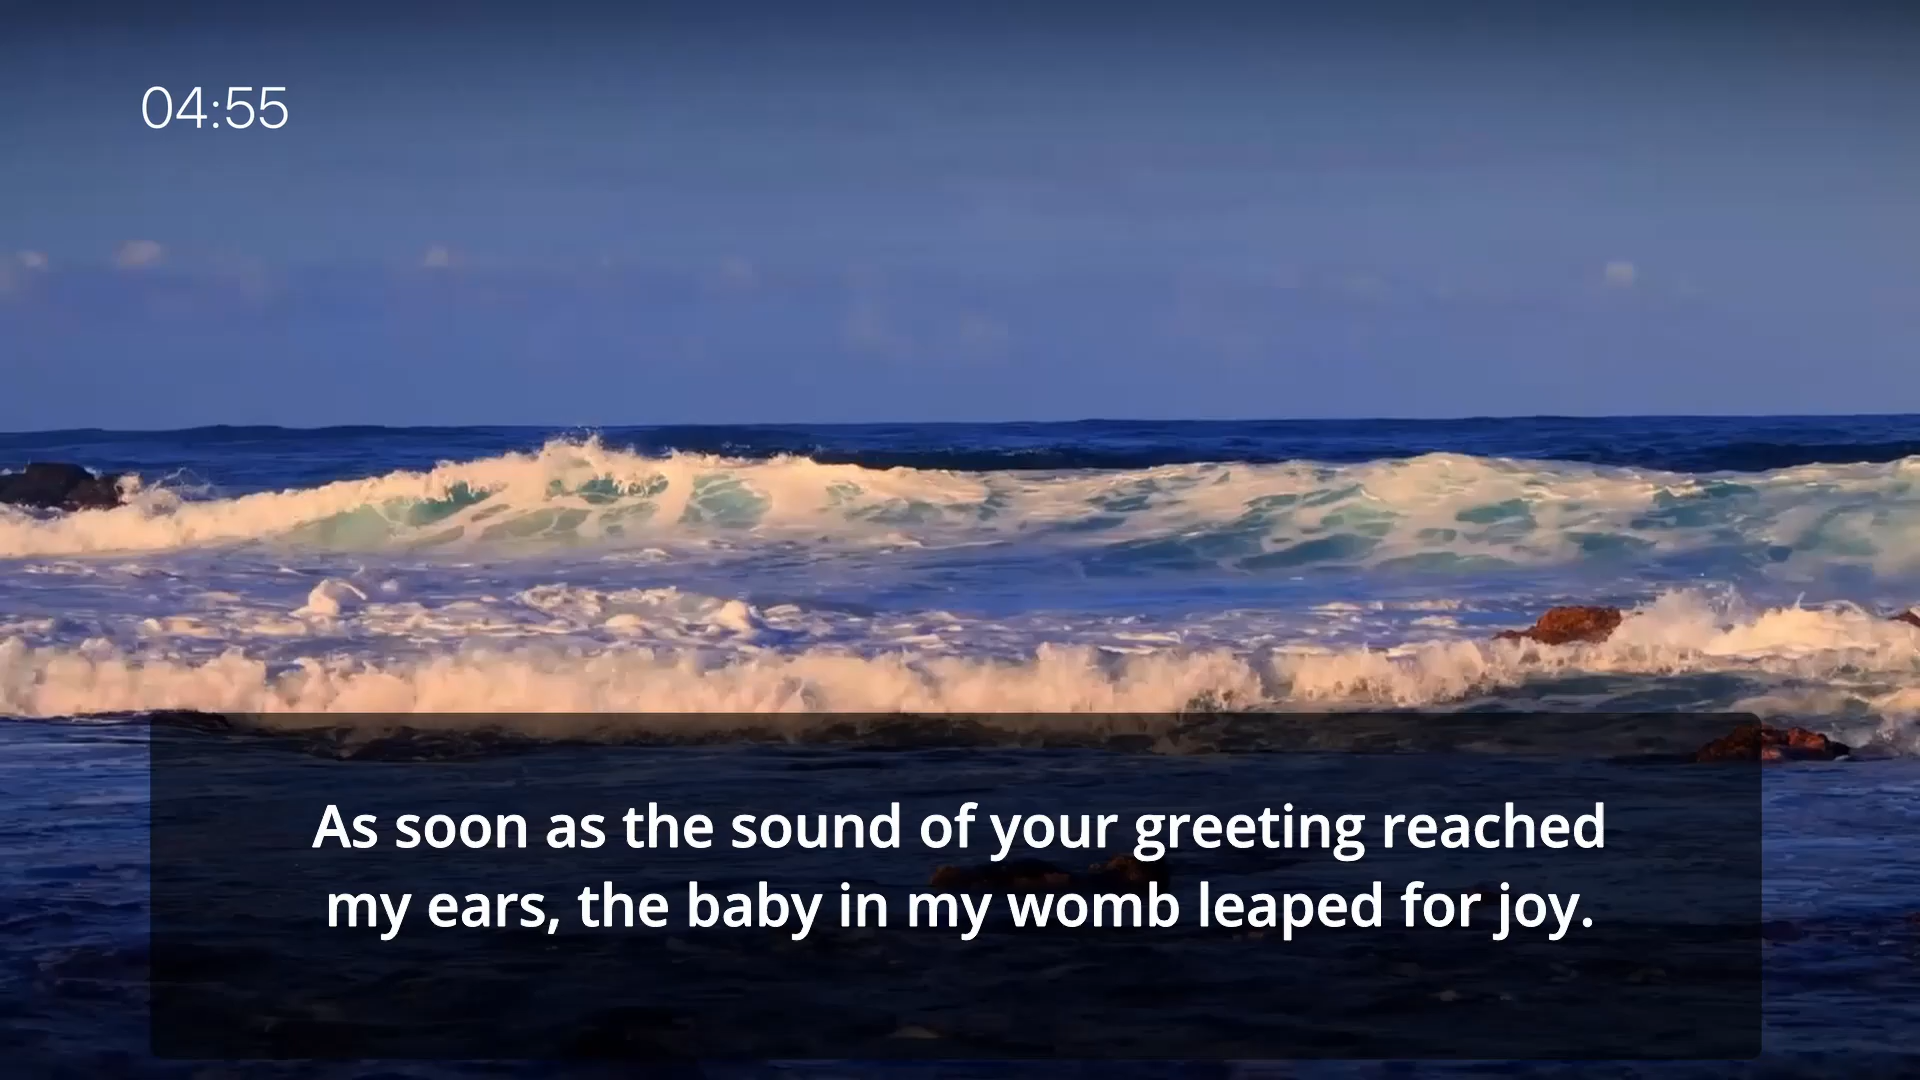 04:55
As soon as the sound of your greeting reached
my ears, the baby in my womb leaped for joy.